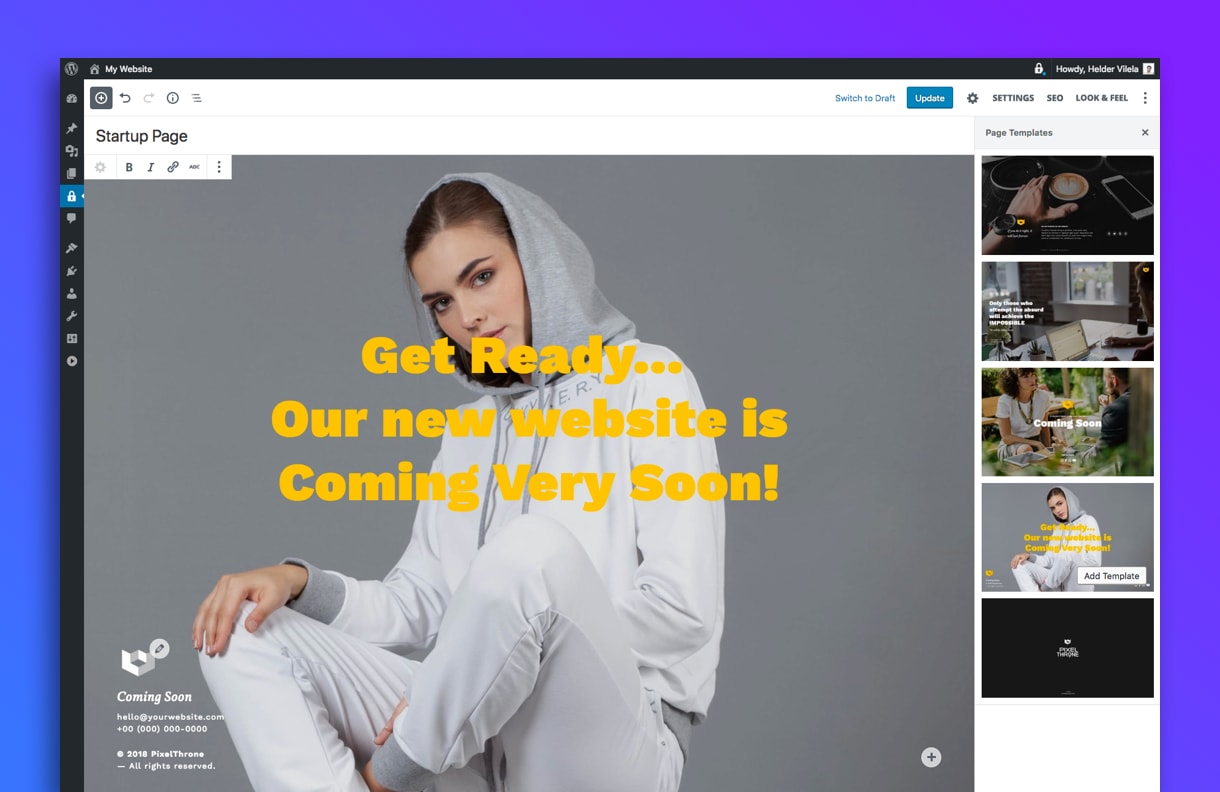 My Website
Howdy, Helder Vilela
Switch to Draft
Update
SETTINGS
SEO
LOOK & FEEL
Startup Page
Page Templates
B
I
ABC
Get Ready...
Our new website is
Coming Very Soon!
Coming Soon
hello@yourwebsite.com
+00 (000) 000-0000
© 2018 PixelThrone
— All rights reserved.
Only those who
attempt the absurd
will achieve the
IMPOSSIBLE
Coming Soon
Get Ready...
Our new website is
Coming Very Soon!
Add Template
PIXEL
THRONE